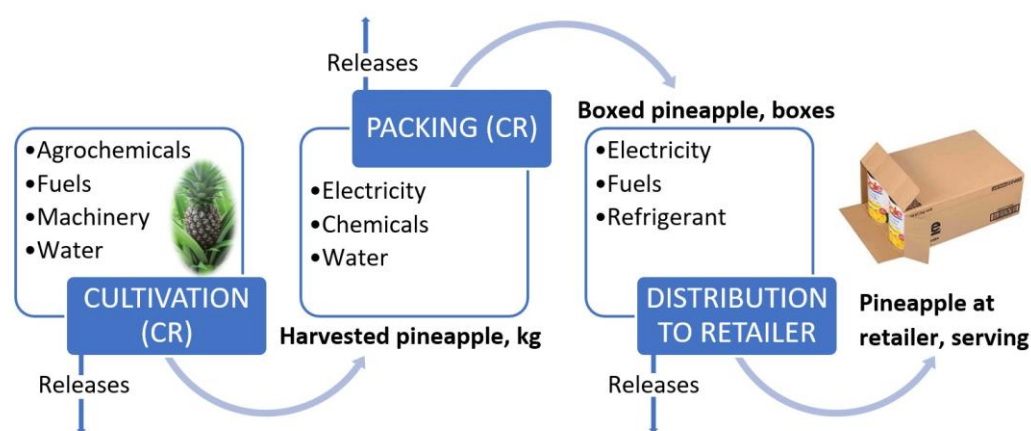 •Agrochemicals
•Fuels
•Machinery
•Water
CULTIVATION
(CR)
Releases
Harvested pineapple, kg
Releases
PACKING (CR)
•Electricity
•Chemicals
•Water
Boxed pineapple, boxes
•Electricity
•Fuels
•Refrigerant
DISTRIBUTION
TO RETAILER
Releases
Pineapple at
retailer, serving